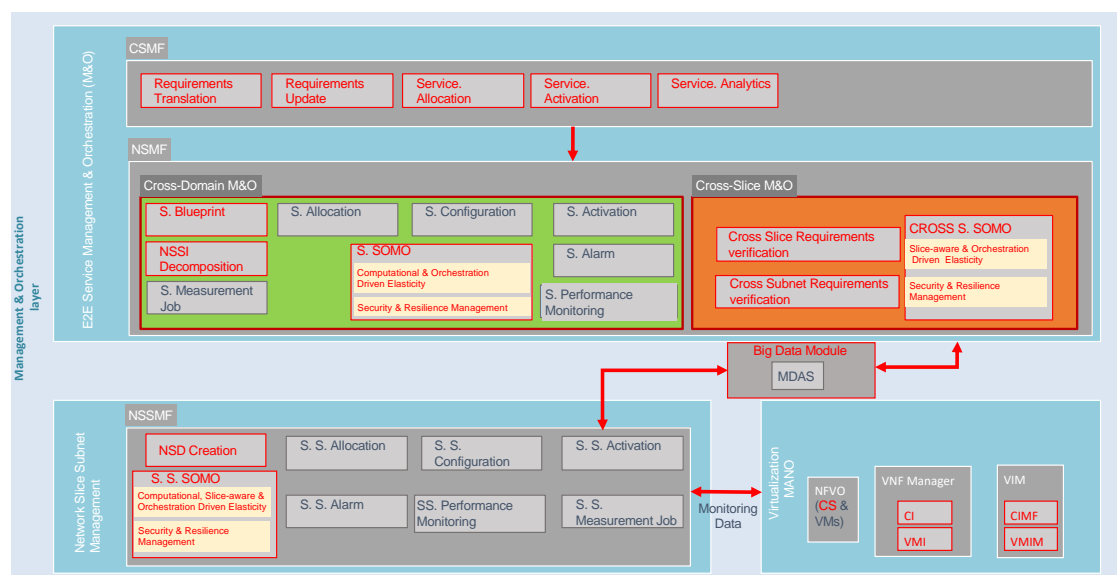 Management & Orchestration
layer
E2E Service Management & Orchestration (M&O)
CSMF
Requirements
Translation
Requirements
Update
Service.
Allocation
Service.
Activation
Service. Analytics
NSMF
Cross-Domain M&O
S. Blueprint
S. Allocation
S. Configuration
S. Activation
NSSI
Decomposition
S. SOMO
Computational & Orchestration
Driven Elasticity
Security & Resilience Management
S. Alarm
S. Measurement
Job
S. Performance
Monitoring
Cross-Slice M&O
Cross Slice Requirements
verification
Cross Subnet Requirements
verification
CROSS S. SOMO
Slice-aware & Orchestration
Driven Elasticity
Security & Resilience
Management
Big Data Module
MDAS
Network Slice Subnet
Management
NSSMF
NSD Creation
S. S. Allocation
S. S.
Configuration
S. S. Activation
S. S. SOMO
Computational, Slice-aware &
Orchestration Driven Elasticity
Security & Resilience
Management
S. S. Alarm
SS. Performance
Monitoring
S. S.
Measurement Job
Monitoring
Data
Virtualization
MANO
NFVO
(CS &
VMs)
VNF Manager
CI
VMI
VIM
CIMF
VMIM